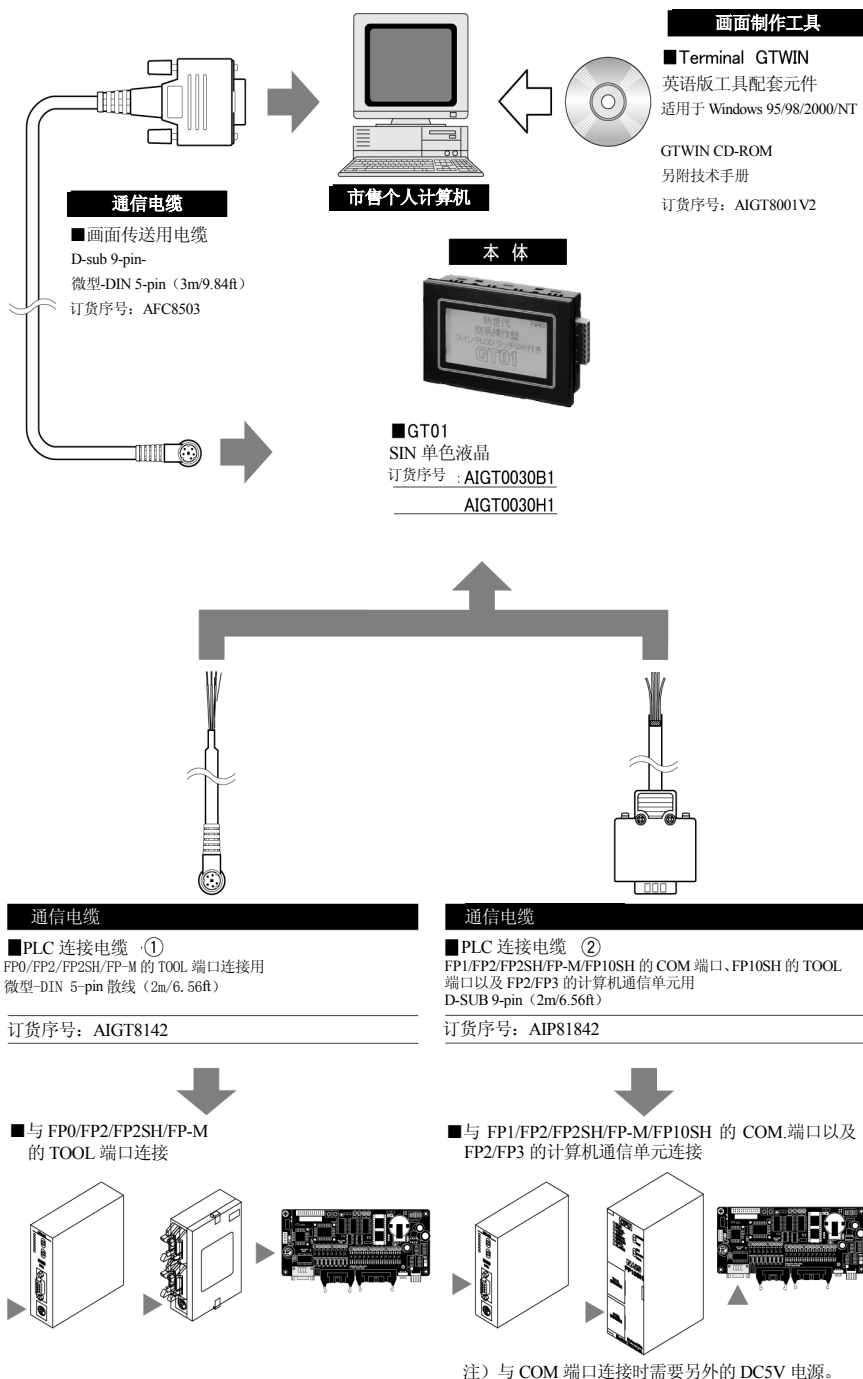 画面制作工具
■Terminal GTWIN
英语版工具配套元件
适用于 Windows 95/98/2000/NT
GTWIN CD-ROM
另附技术手册
订货序号：AIGT8001V2
市售个人计算机
通信电缆
■画面传送用电缆
D-sub 9-pin-
微型-DIN 5-pin（3m/9.84ft）
订货序号：AFC8503
本 体
新世代
NAiS
簡易操作盤
GT01
■GT01
SIN 单色液晶
订货序号 :AIGT0030B1
AIGT0030H1
通信电缆
■PLC 连接电缆 ·①
FP0/FP2/FP2SH/FP-M 的 TOOL 端口连接用
微型-DIN 5-pin 散线（2m/6.56ft）
订货序号：AIGT8142
通信电缆
■PLC 连接电缆 ②
FP1/FP2/FP2SH/FP-M/FP10SH 的 COM 端口、FP10SH 的 TOOL
端口以及 FP2/FP3 的计算机通信单元用
D-SUB 9-pin（2m/6.56ft）
订货序号：AIP81842
■与 FP0/FP2/FP2SH/FP-M
的 TOOL 端口连接
■与 FP1/FP2/FP2SH/FP-M/FP10SH 的 COM.端口以及
FP2/FP3 的计算机通信单元连接
注）与 COM 端口连接时需要另外的 DC5V 电源。